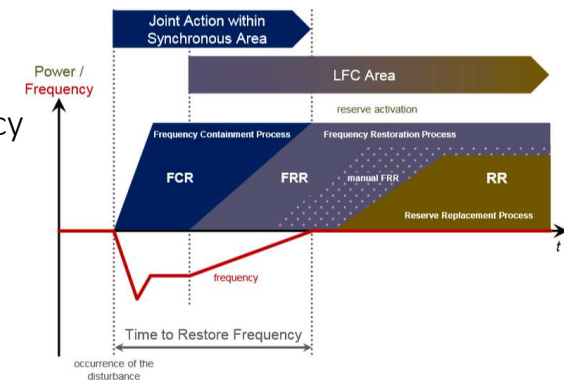 Joint Action within
Synchronous Area
Power /
Frequency
LFC Area
reserve activation
cy
Frequency Containment Process
Frequency Restoration Process
FCR
FRR
manual FRR
RR
Reserve Replacement Process
t
frequency
Time to Restore Frequency
occurrence of the
disturbance